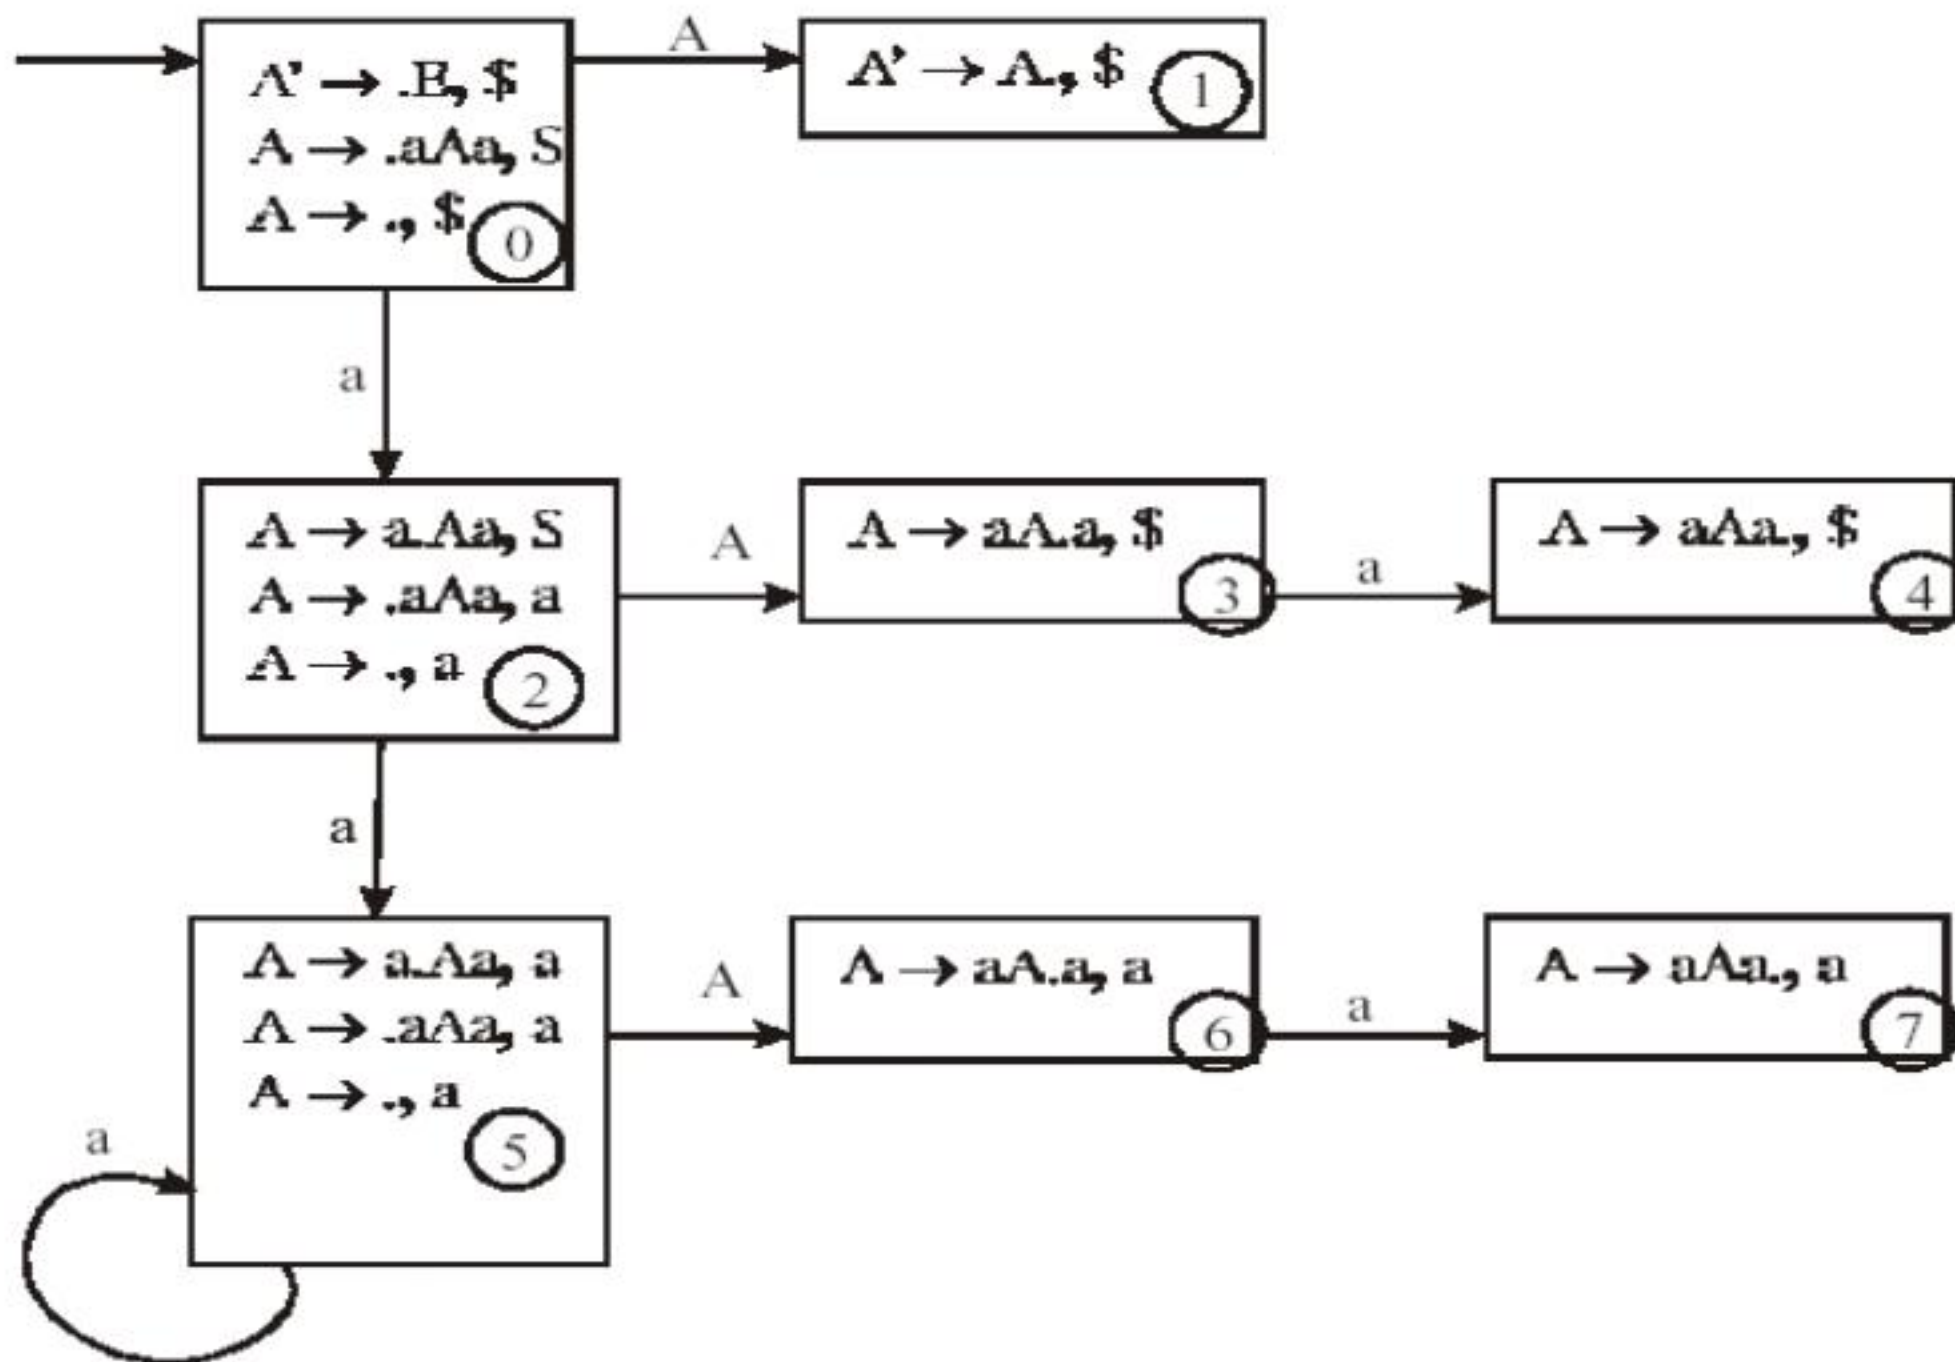 A' → .E, $
A → .aAa, S
A → ., $
0
A
A' → A., $
1
a
A → a.Aa, S
A → .aAa, a
A → ., a
2
A
A → aA.a, $
3
a
A → aAa., $
4
a
A → a.Aa, a
A → .aAa, a
A → ., a
5
a
A
A → aA.a, a
6
a
A → aAa., a
7